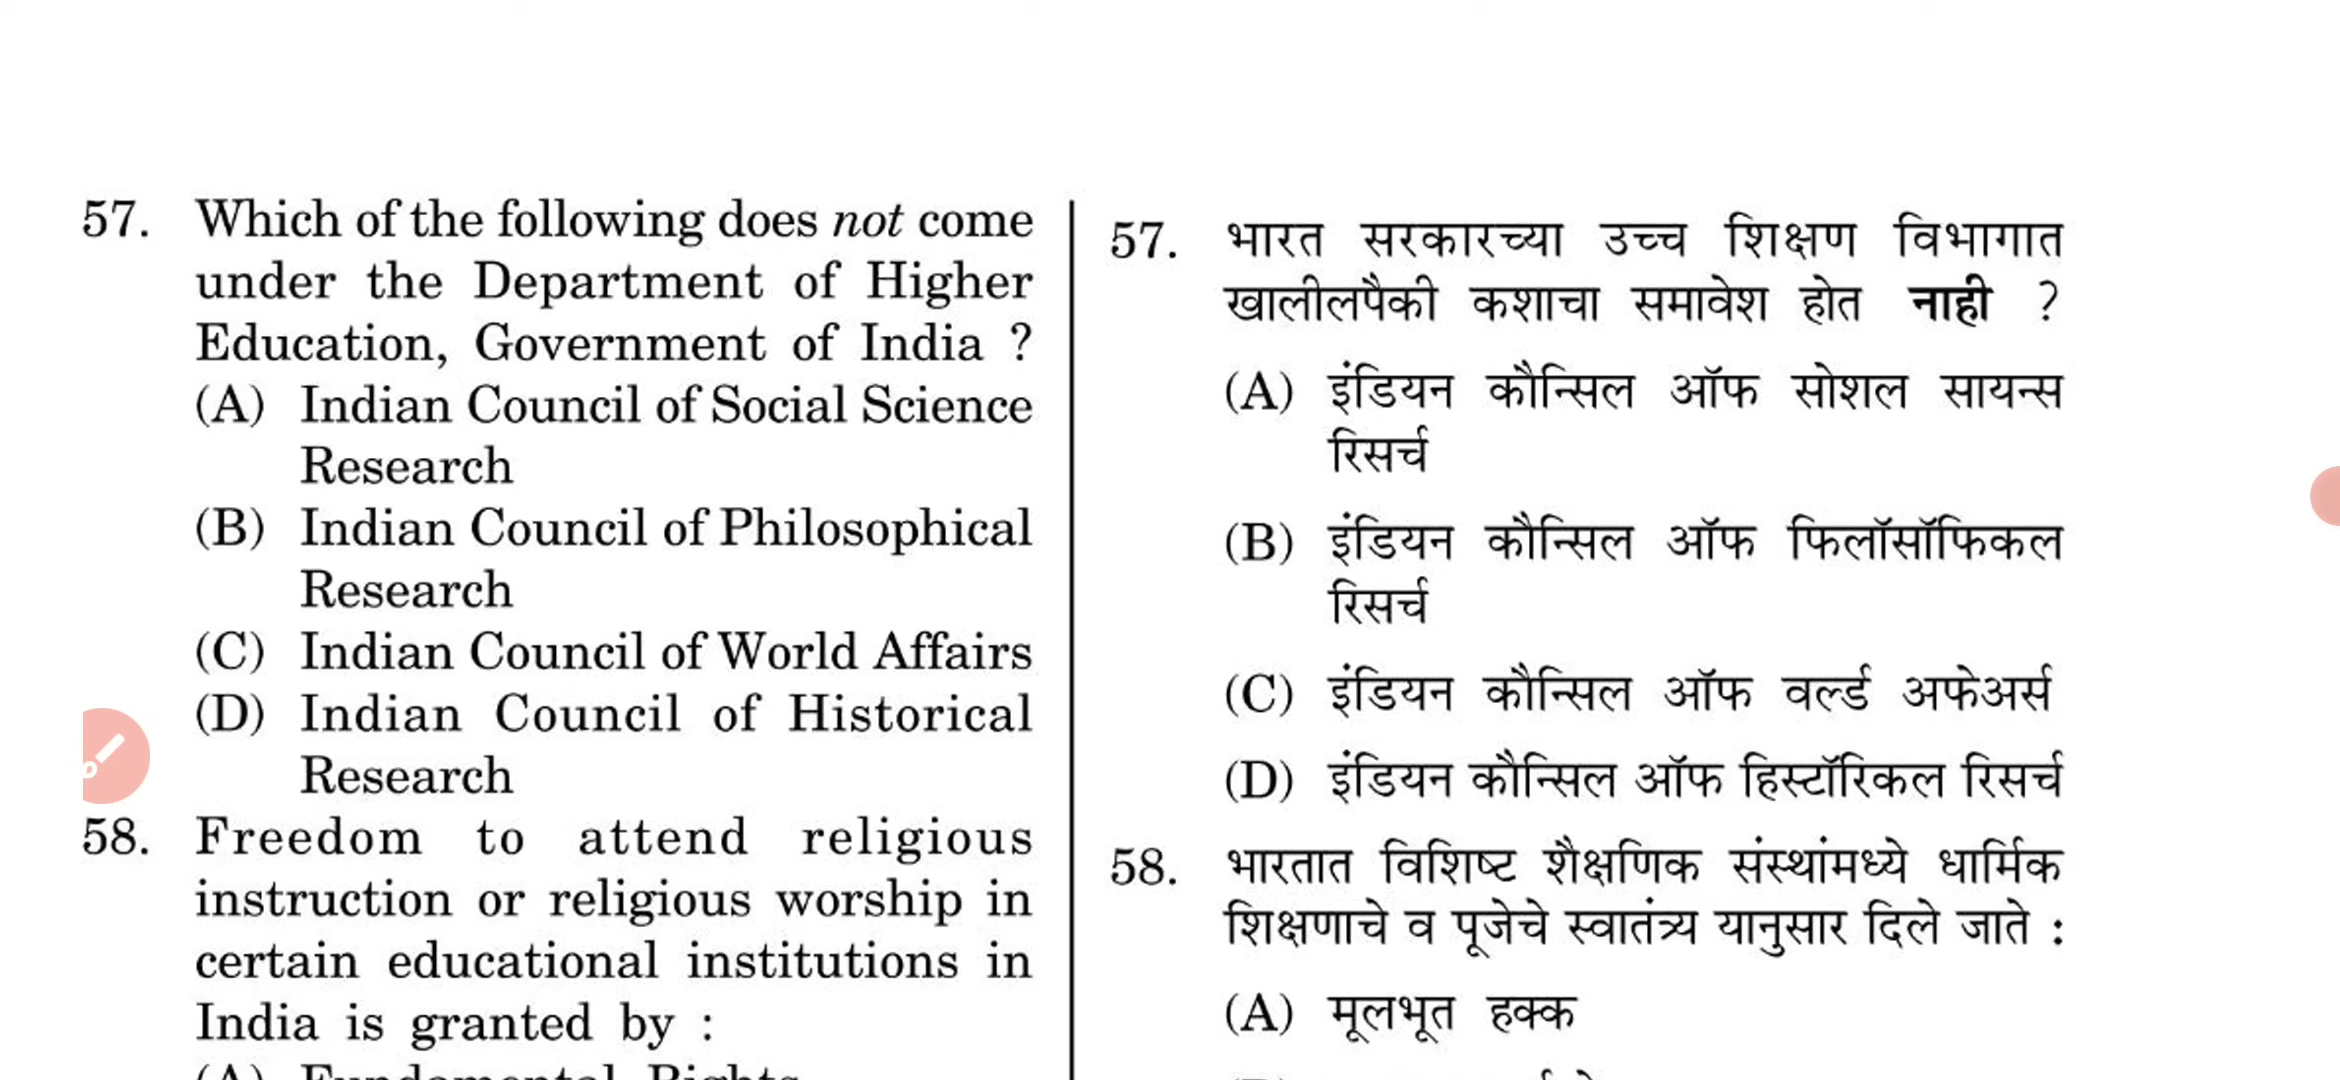 57. Which of the following does not come
under the Department of Higher
Education, Government of India ?
(A) Indian Council of Social Science
Research
(B) Indian Council of Philosophical
Research
(C) Indian Council of World Affairs
(D) Indian Council of Historical
Research
58. Freedom to attend religious
instruction or religious worship in
certain educational institutions in
India is granted by :
(A) Fundamental Rights
57. भारत सरकारच्या उच्च शिक्षण विभागात
खालीलपैकी कशाचा समावेश होत नाही ?
(A) इंडियन कौन्सिल ऑफ सोशल सायन्स
रिसर्च
(B) इंडियन कौन्सिल ऑफ फिलॉसॉफिकल
रिसर्च
(C) इंडियन कौन्सिल ऑफ वर्ल्ड अफेअर्स
(D) इंडियन कौन्सिल ऑफ हिस्टॉरिकल रिसर्च
58. भारतात विशिष्ट शैक्षणिक संस्थांमध्ये धार्मिक
शिक्षणाचे व पूजेचे स्वातंत्र्य यानुसार दिले जाते :
(A) मूलभूत हक्क